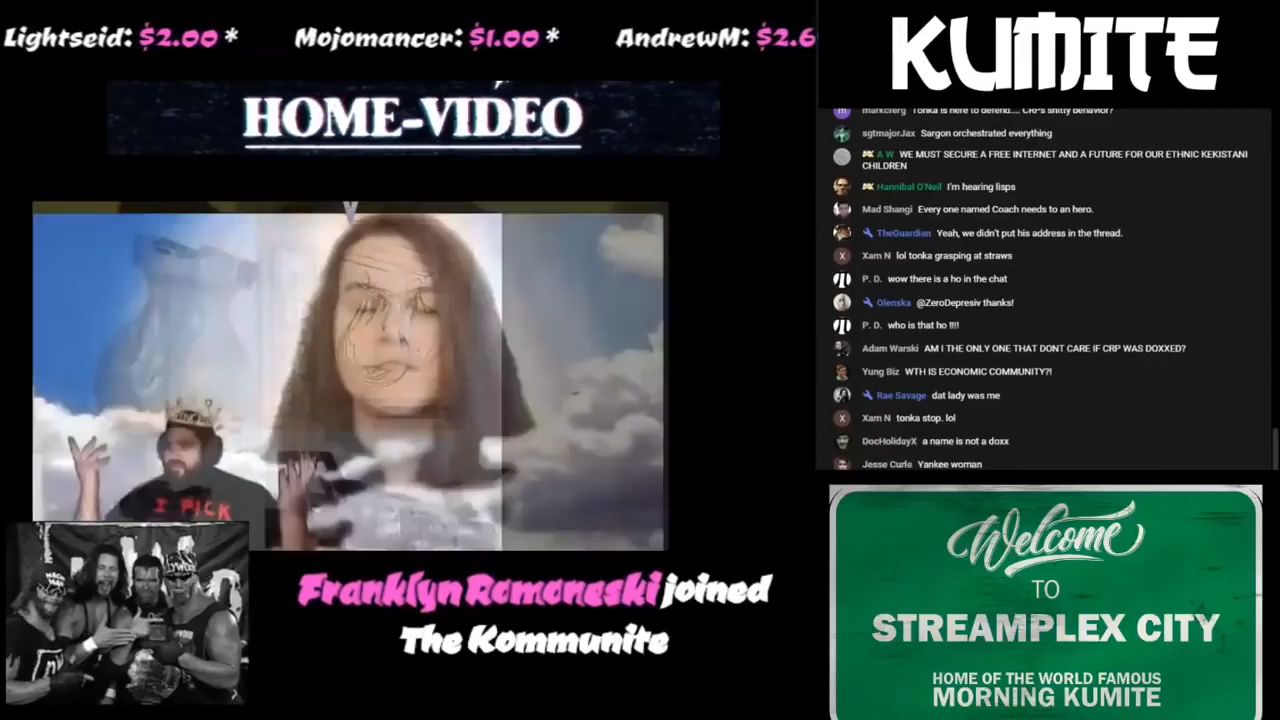 Lightseid: $2.00 * Mojomancer: $1.00 * AndrewM: $2.6
HOME-VIDEO
I PICK
Franklyn Romoneski joined
The Kommunite
KUMITE
markcferg Tonka is here to defend.... CRP's shitty behavior?
sgtmajorJax Sargon orchestrated everything
A W WE MUST SECURE A FREE INTERNET AND A FUTURE FOR OUR ETHNIC KEKISTANI
CHILDREN
Hannibal O'Neil I'm hearing lisps
Mad Shangi Every one named Coach needs to an hero.
TheGuardian Yeah, we didn't put his address in the thread.
X Xam N lol tonka grasping at straws
P. D. wow there is a ho in the chat
Olenska @ZeroDepresiv thanks!
P. D. who is that ho !!!!
Adam Warski AM I THE ONLY ONE THAT DONT CARE IF CRP WAS DOXXED?
Yung Biz WTH IS ECONOMIC COMMUNITY?!
Rae Savage dat lady was me
X Xam N tonka stop. lol
DocHolidayX a name is not a doxx
Jesse Curle Yankee woman
Welcome
TO
STREAMPLEX CITY
HOME OF THE WORLD FAMOUS
MORNING KUMITE